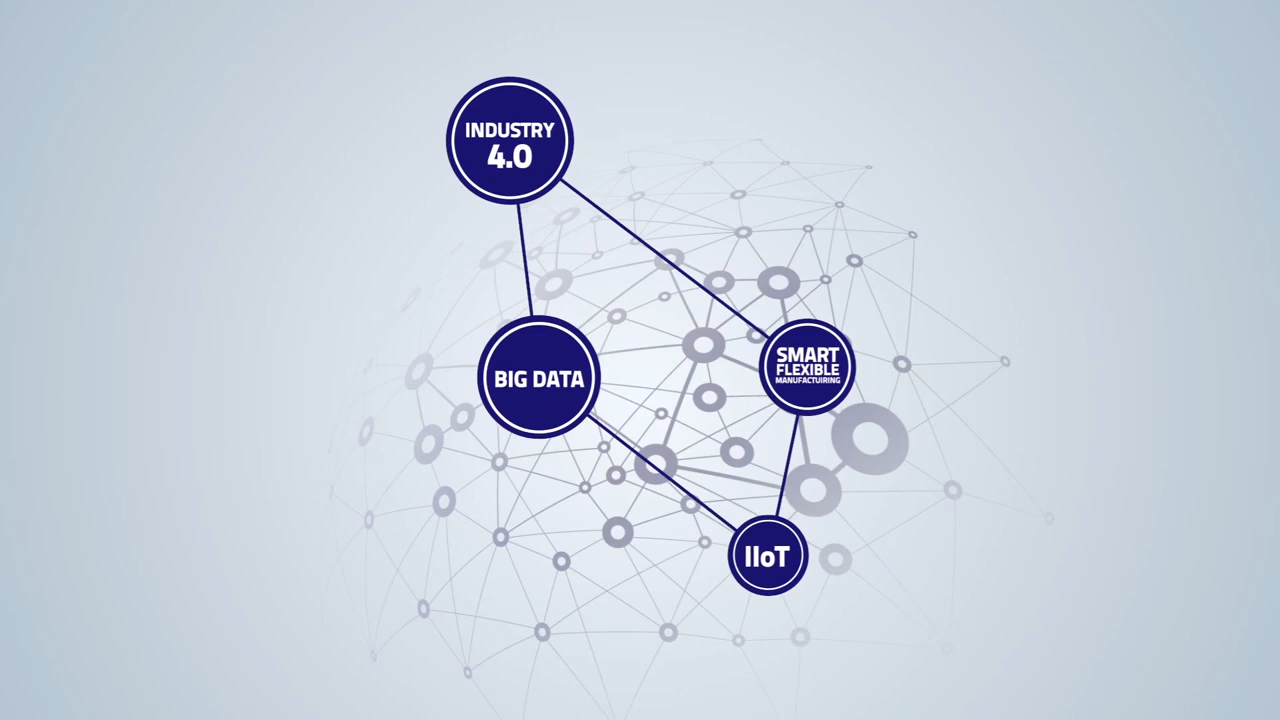 INDUSTRY
4.0
BIG DATA
SMART
FLEXIBLE
MANUFACTUIRING
IIoT